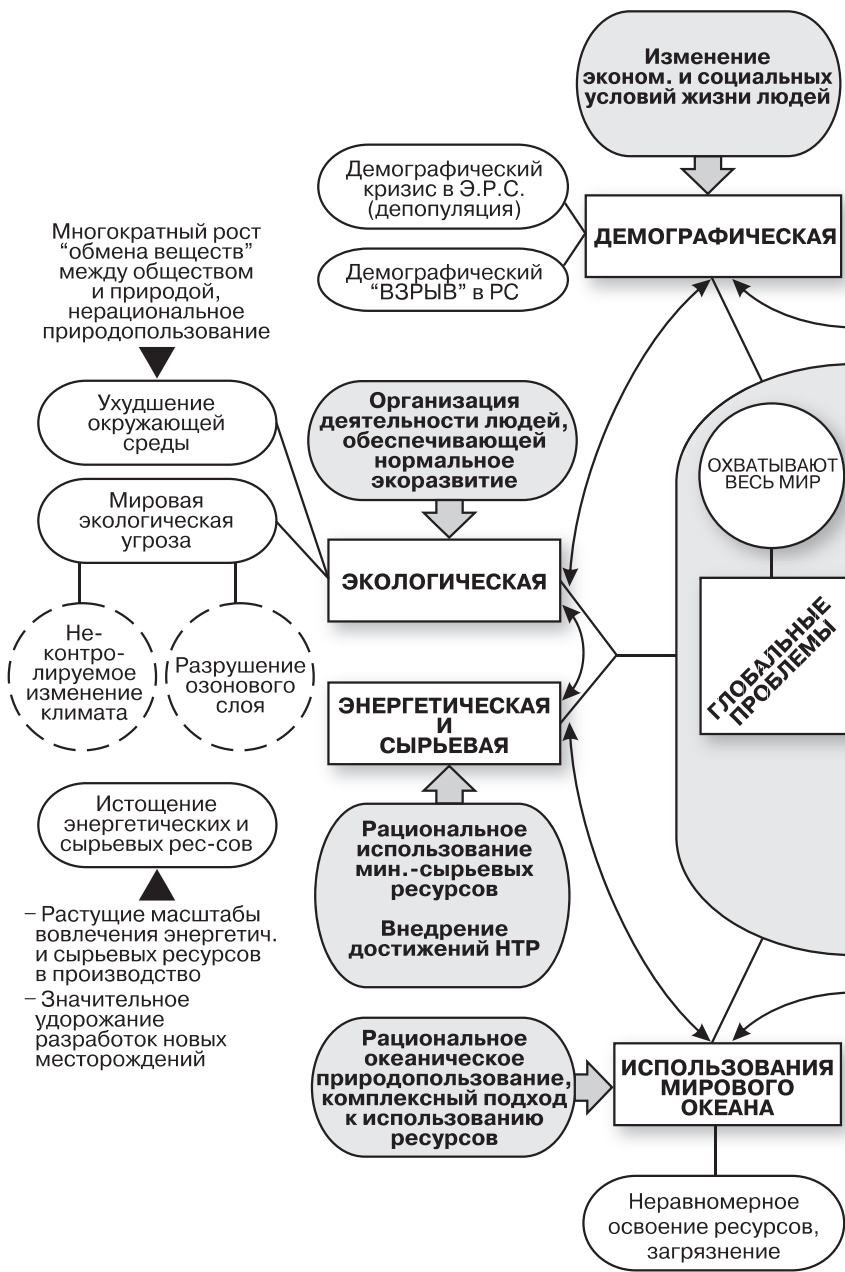 Изменение
эконом. и социальных
условий жизни людей
Демографический
кризис в Э.Р.С.
(депопуляция)
ДЕМОГРАФИЧЕСКАЯ
Демографический
“ВЗРЫВ” в РС
Многократный рост
“обмена веществ”
между обществом
и природой,
нерациональное
природопользование
Ухудшение
окружающей
среды
Организация
деятельности людей,
обеспечивающей
нормальное
экоразвитие
ОХВАТЫВАЮТ
ВЕСЬ МИР
Мировая
экологическая
угроза
ЭКОЛОГИЧЕСКАЯ
ГЛОБАЛЬНЫЕ
ПРОБЛЕМЫ
Не-
контро-
лируемое
изменение
климата
Разрушение
озонового
слоя
ЭНЕРГЕТИЧЕСКАЯ
И
СЫРЬЕВАЯ
Истощение
энергетических и
сырьевых рес-сов
Рациональное
использование
мин.-сырьевых
ресурсов
Внедрение
достижений НТР
– Растущие масштабы
вовлечения энергетич.
и сырьевых ресурсов
в производство
– Значительное
удорожание
разработок новых
месторождений
Рациональное
океаническое
природопользование,
комплексный подход
к использованию
ресурсов
ИСПОЛЬЗОВАНИЯ
МИРОВОГО
ОКЕАНА
Неравномерное
освоение ресурсов,
загрязнение